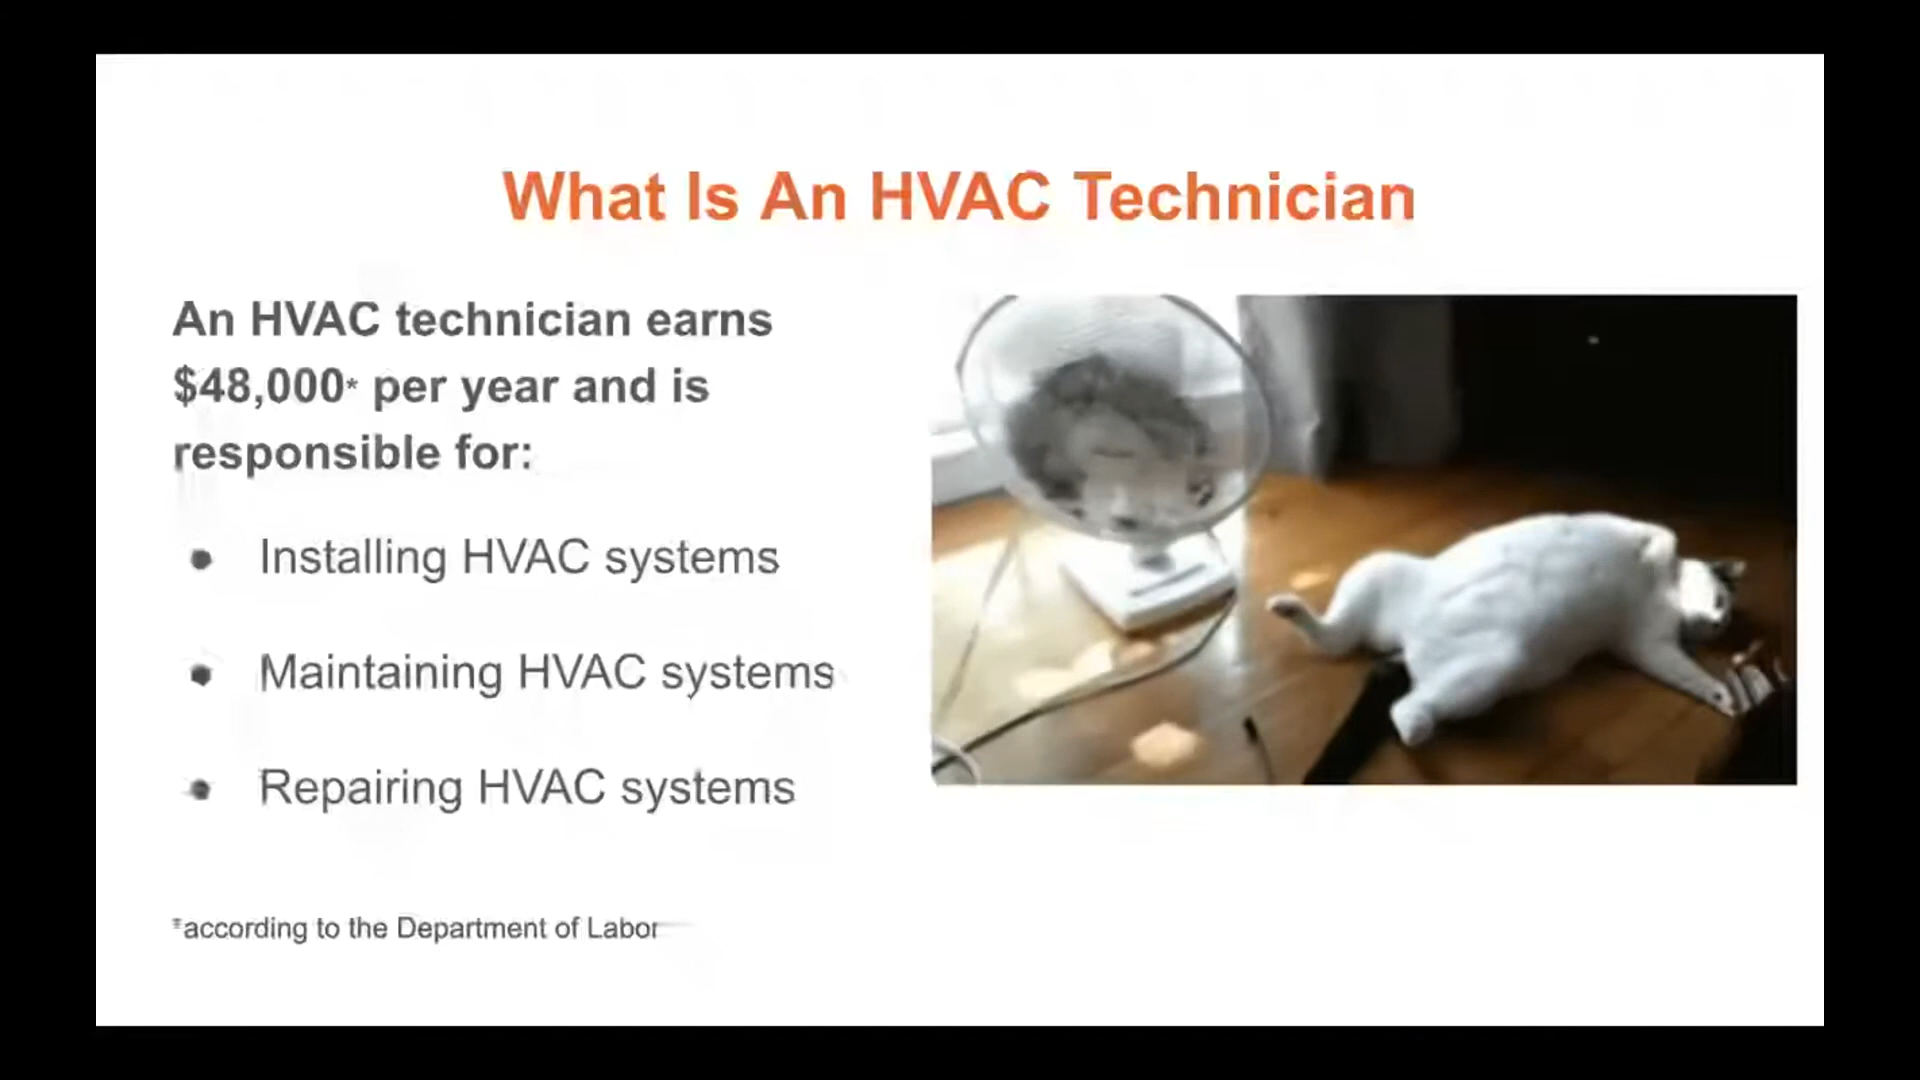 What Is An HVAC Technician
An HVAC technician earns
$48,000* per year and is
responsible for:
● Installing HVAC systems
● Maintaining HVAC systems
● Repairing HVAC systems
*according to the Department of Labor